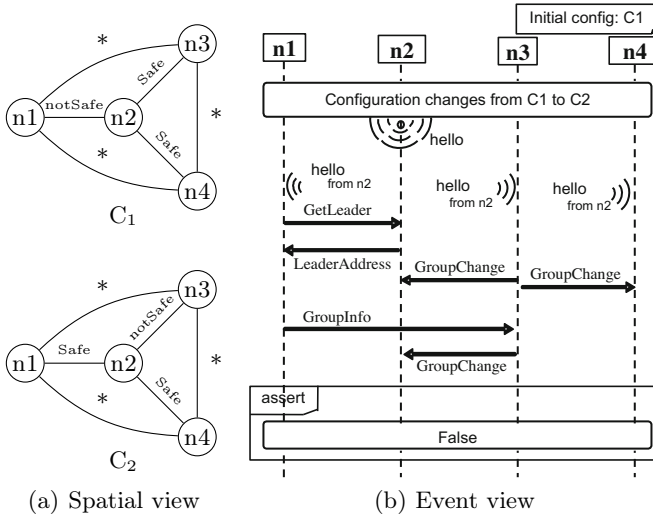 n3
*
Safe
notSafe
n1
n2
*
Safe
*
n4
C1
n3
*
notSafe
Safe
n1
n2
*
Safe
*
n4
C2
(a) Spatial view
Initial config: C1
n1 n2 n3 n4
Configuration changes from C1 to C2
hello
hello
from n2
hello
from n2
hello
from n2
GetLeader
LeaderAddress
GroupChange
GroupChange
GroupInfo
GroupChange
assert
False
(b) Event view